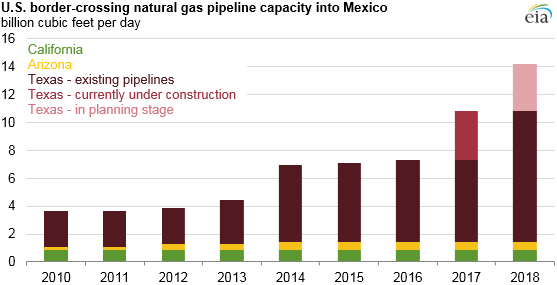 U.S. border-crossing natural gas pipeline capacity into Mexico
billion cubic feet per day
eia
16
14
12
10
8
6
4
2
0
California
Arizona
Texas - existing pipelines
Texas - currently under construction
Texas - in planning stage
2010 2011 2012 2013 2014 2015 2016 2017 2018